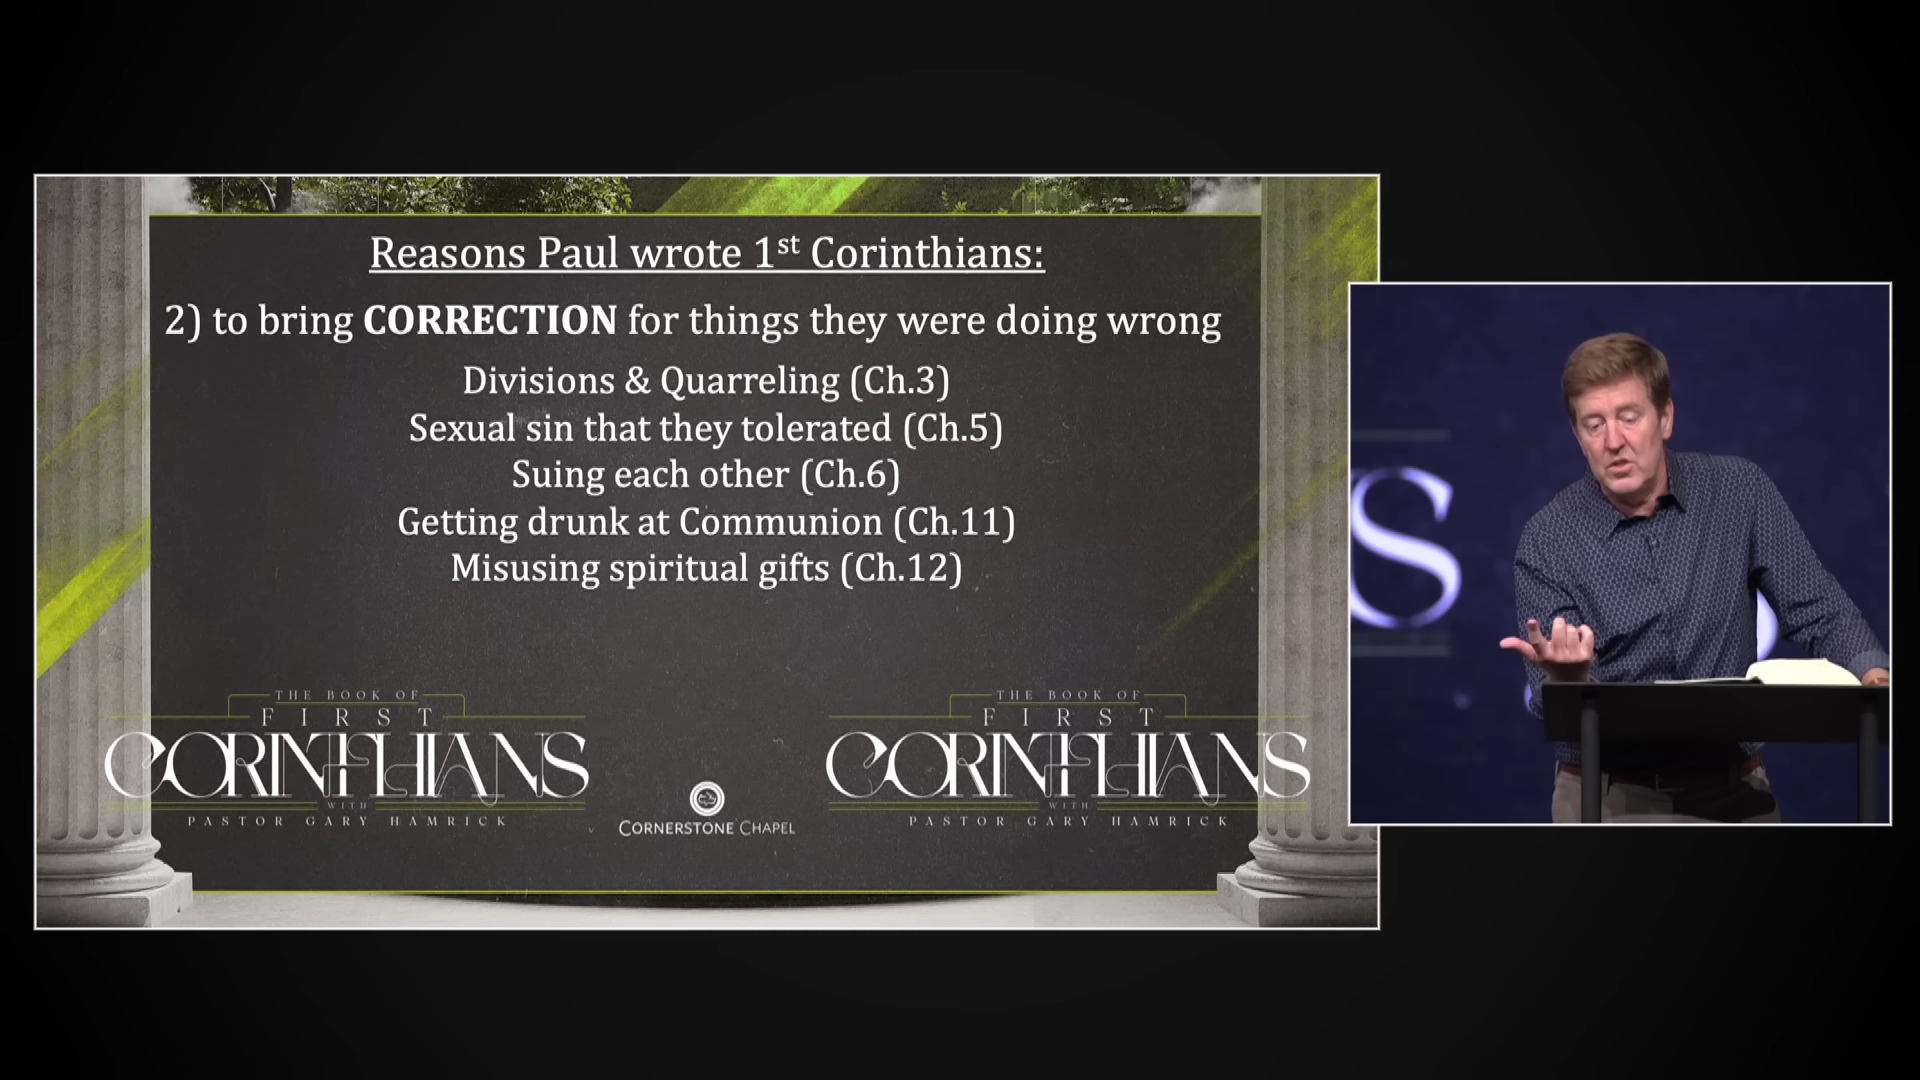 Reasons Paul wrote 1st Corinthians:
2) to bring CORRECTION for things they were doing wrong
Divisions & Quarreling (Ch.3)
Sexual sin that they tolerated (Ch.5)
Suing each other (Ch.6)
Getting drunk at Communion (Ch.11)
Misusing spiritual gifts (Ch.12)
THE BOOK OF
FIRST
CORINTHIANS
WITH
PASTOR GARY HAMRICK
CORNERSTONE CHAPEL
THE BOOK OF
FIRST
CORINTHIANS
WITH
PASTOR GARY HAMRICK
S